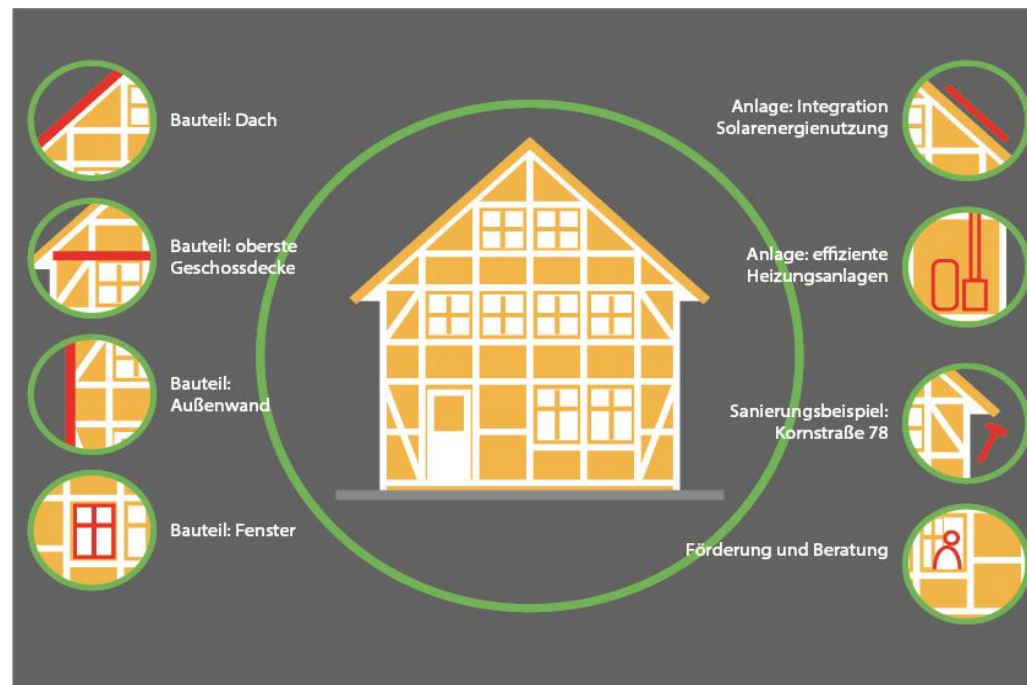 Bauteil: Dach
Bauteil: oberste
Geschossdecke
Bauteil:
Außenwand
Bauteil: Fenster
Anlage: Integration
Solarenergienutzung
Anlage: effiziente
Heizungsanlagen
Sanierungsbeispiel:
Kornstraße 78
Förderung und Beratung